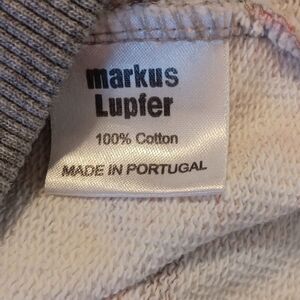 markus
Lupfer
100% Cotton
MADE IN PORTUGAL